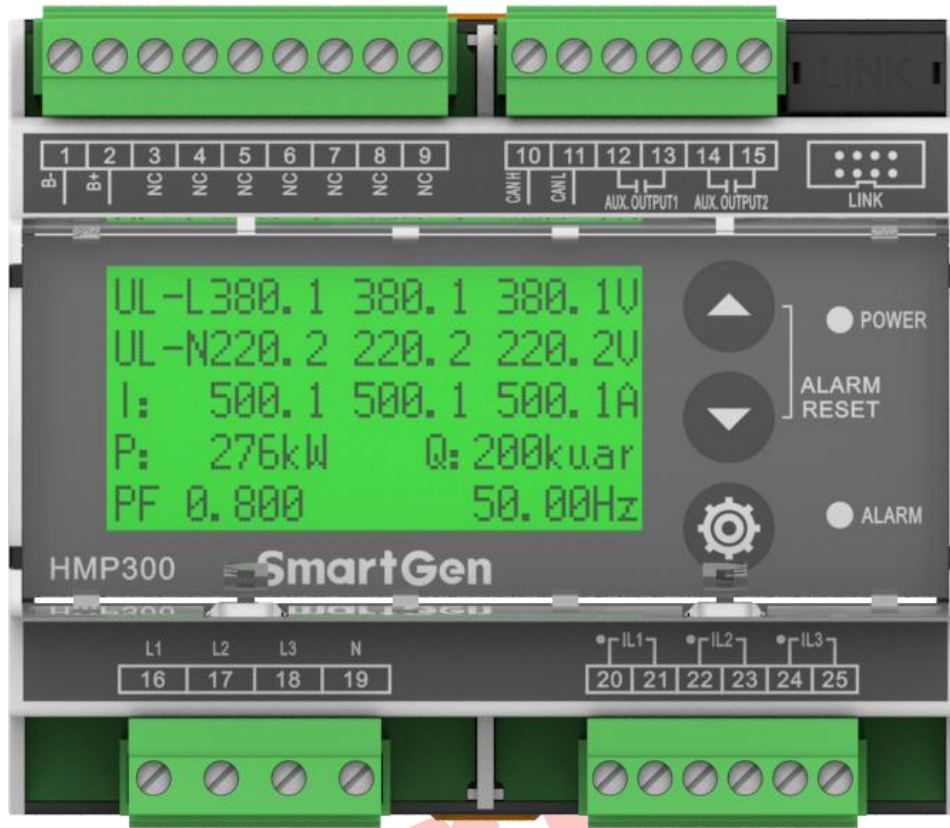 LINK
1 2 3 4 5 6 7 8 9
B- B+ NC NC NC NC NC NC NC
10 11 12 13 14 15
CAN H CAN L AUX. OUTPUT1 AUX. OUTPUT2
LINK
UL-L380.1 380.1 380.1V
UL-N220.2 220.2 220.2V
I: 500.1 500.1 500.1A
P: 276kW Q: 200kvar
PF 0.800 50.00Hz
POWER
ALARM
RESET
ALARM
HMP300 SmartGen
L1 L2 L3 N
16 17 18 19
IL1 IL2 IL3
20 21 22 23 24 25